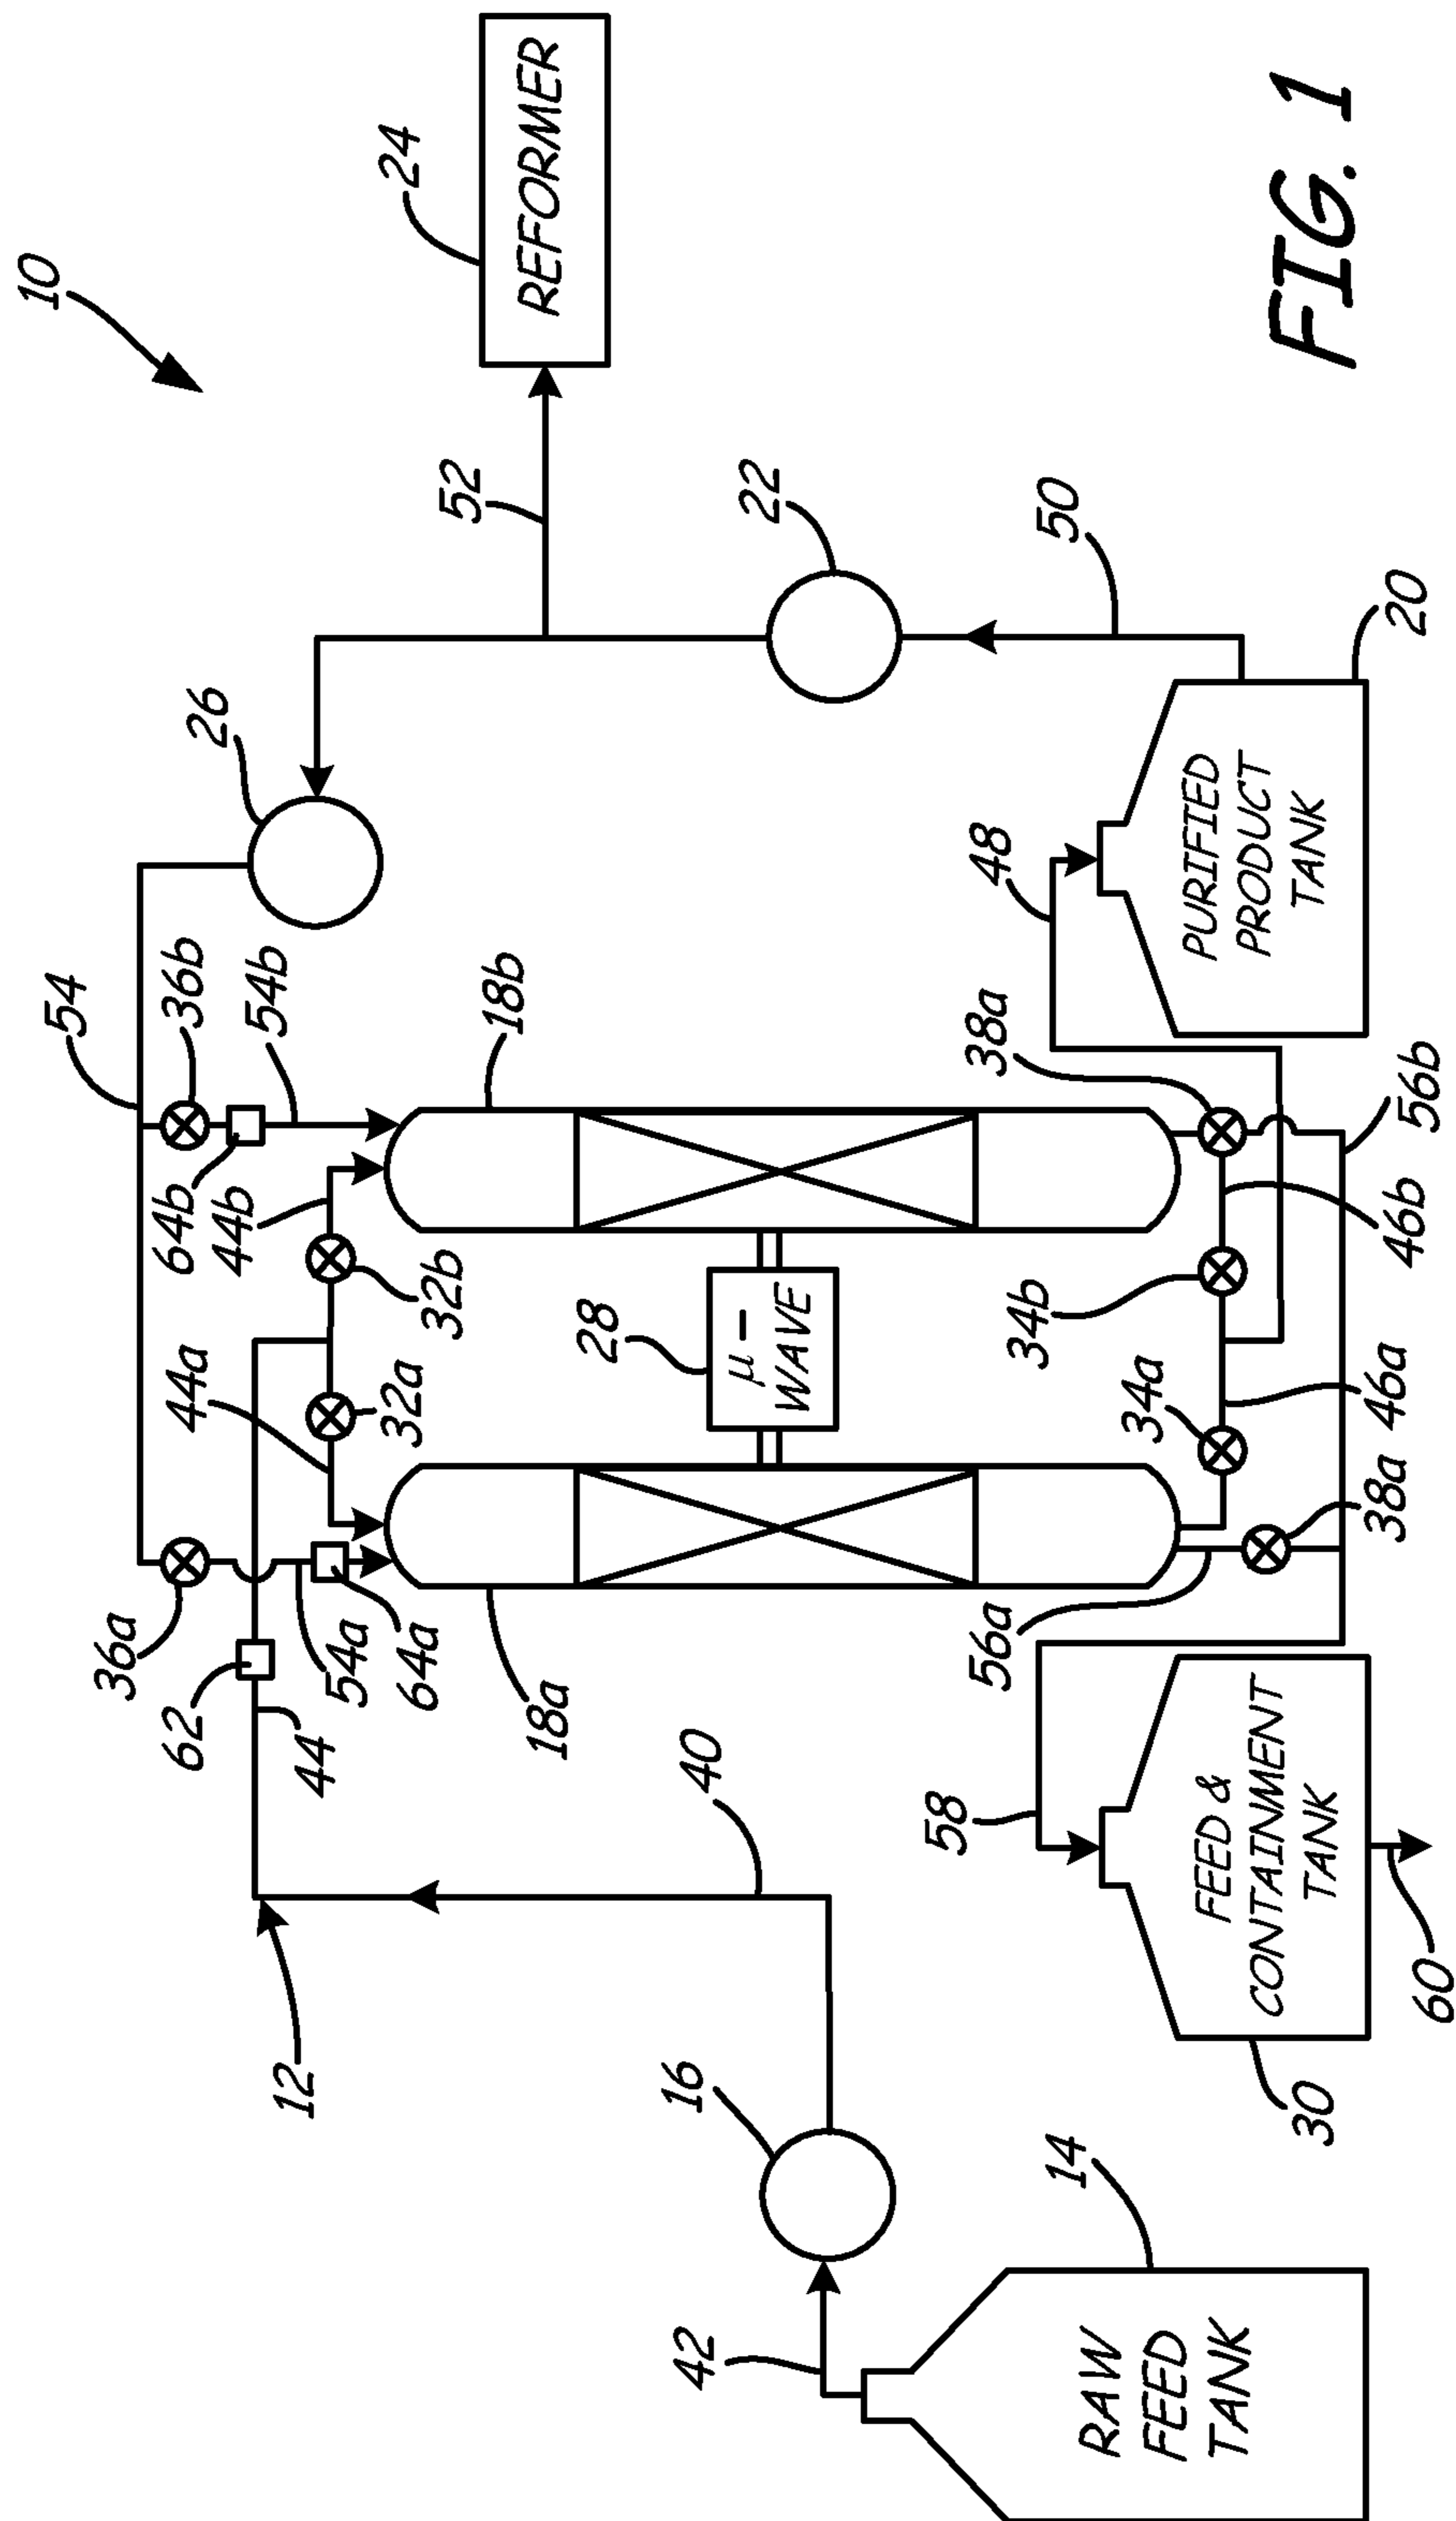 10
54
36b
64b
54b
44b
32b
44a
32a
36a
62
44
54a
64a
12
26
52
24
REFORMER
18b
18a
28
μ -
WAVE
40
16
22
50
42
14
RAW
FEED
TANK
58
30
FEED &
CONTAINMENT
TANK
60
56a
38a
34a
46a
34b
46b
38a
56b
48
PURIFIED
PRODUCT
TANK
20
FIG. 1